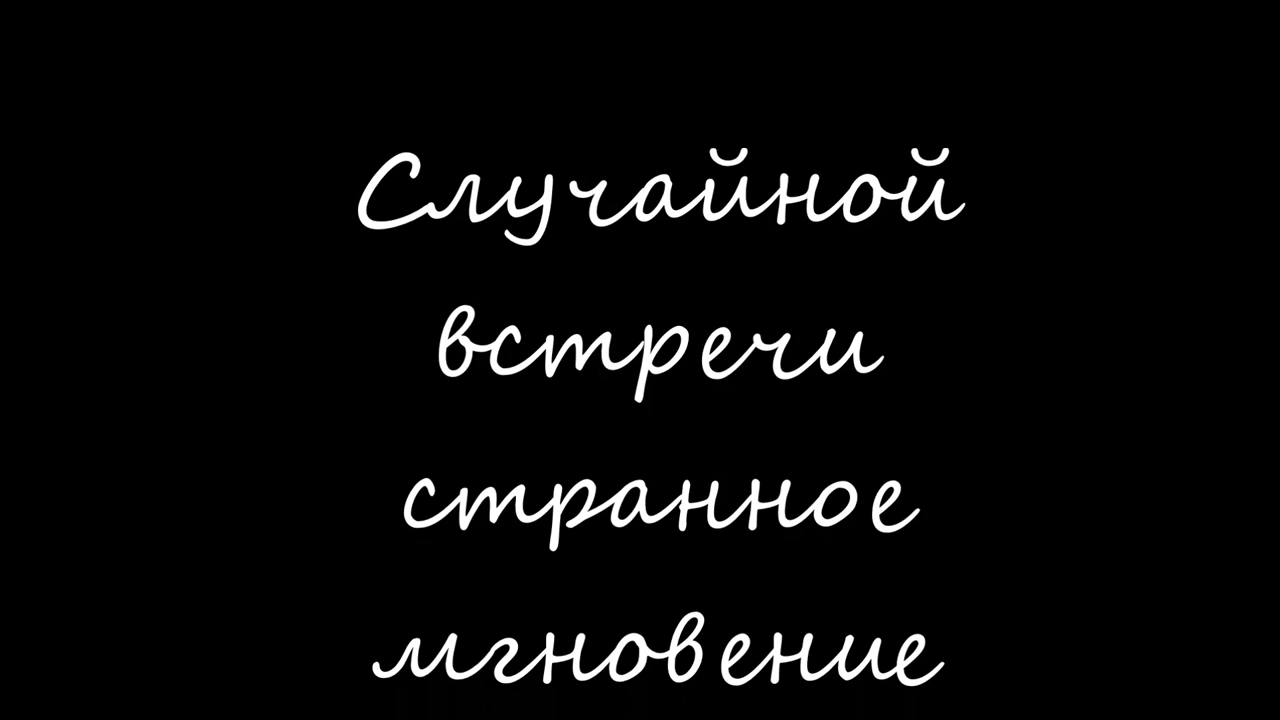 Случайной
встречи
странное
мгновение